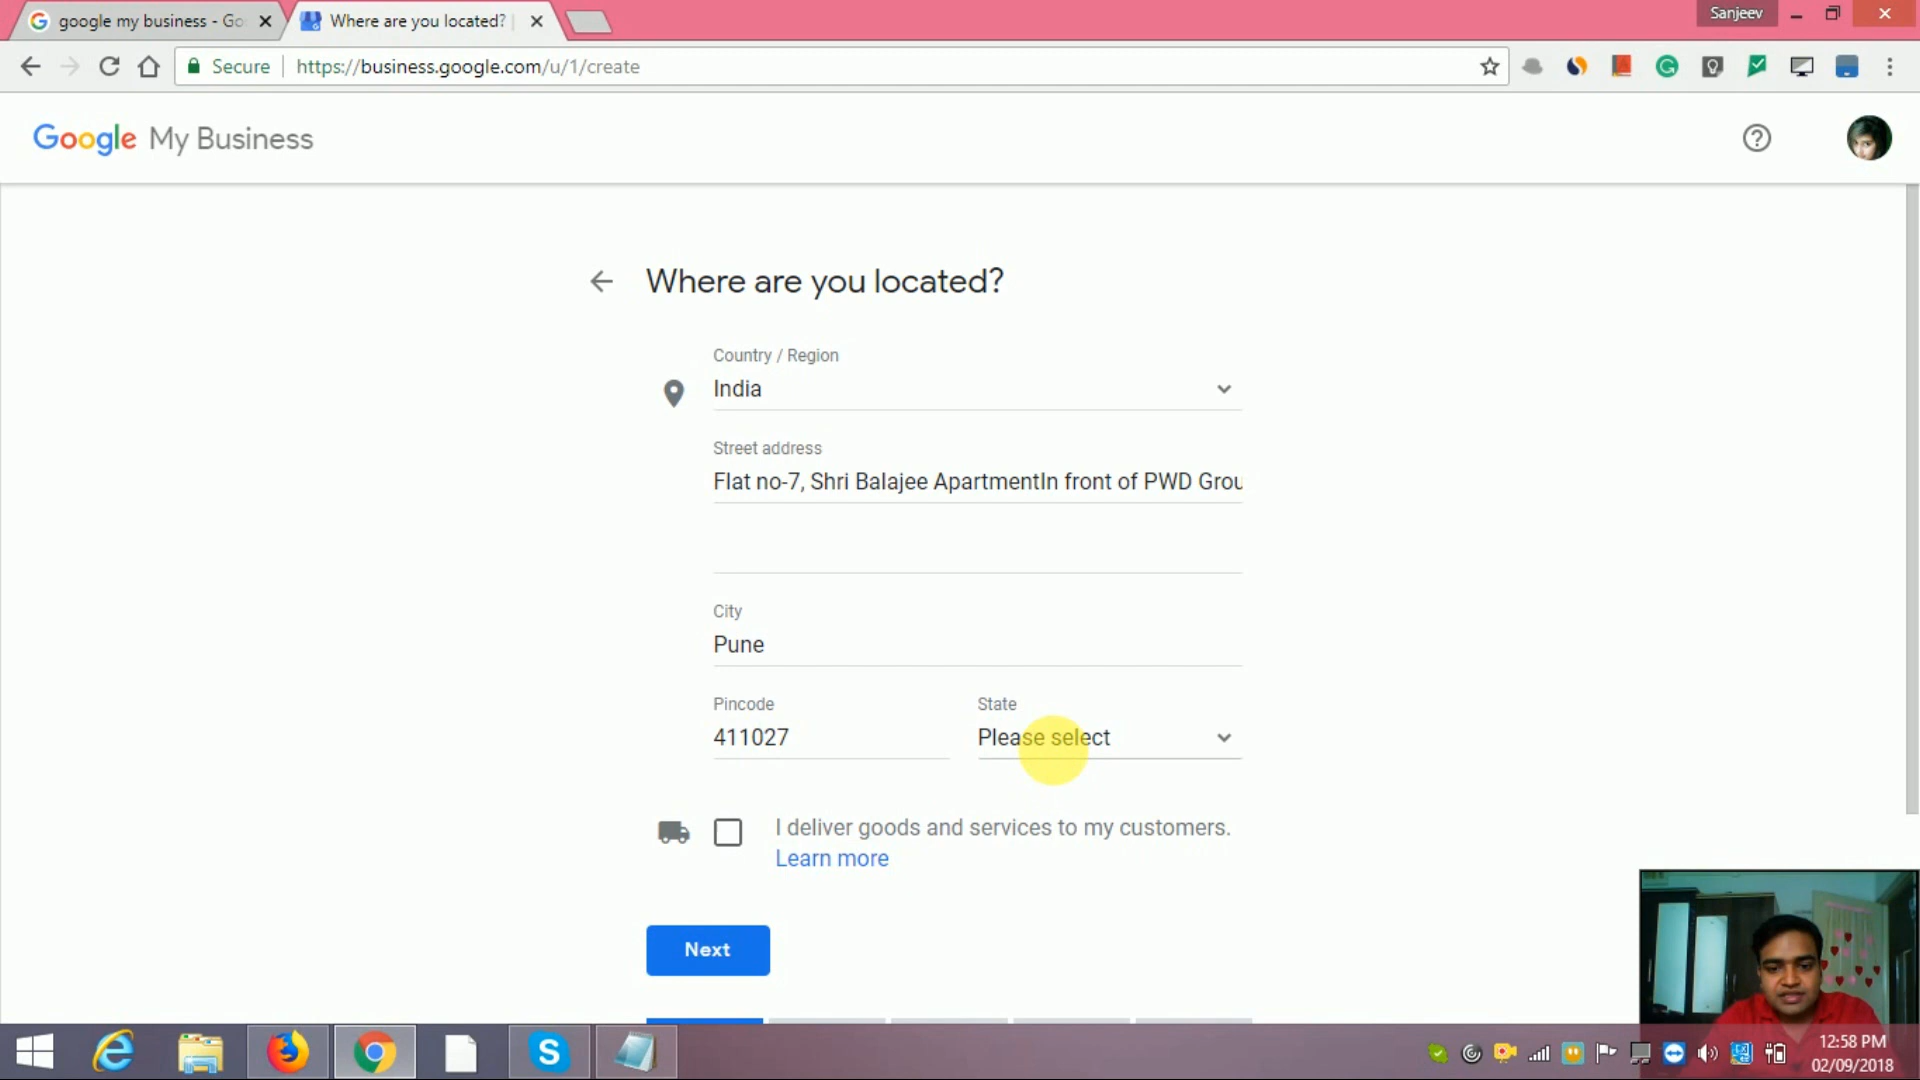 google my business - Go
Where are you located?
Sanjeev
Secure
https://business.google.com/u/1/create
Google My Business
Where are you located?
Country / Region
India
Street address
Flat no-7, Shri Balajee ApartmentIn front of PWD Grou
City
Pune
Pincode
State
411027
Please select
I deliver goods and services to my customers.
Learn more
Next
12:58 PM
02/09/2018